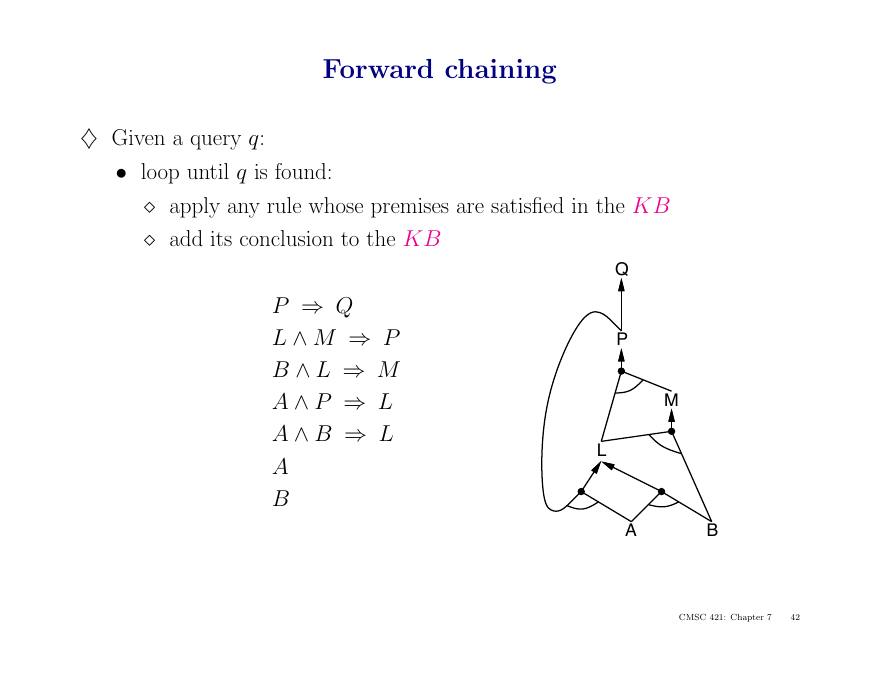 Forward chaining
♢ Given a query q:
• loop until q is found:
⋄ apply any rule whose premises are satisfied in the KB
⋄ add its conclusion to the KB
P ⇒ Q
L ∧ M ⇒ P
B ∧ L ⇒ M
A ∧ P ⇒ L
A ∧ B ⇒ L
A
B
Q
P
M
L
A B
CMSC 421: Chapter 7 42